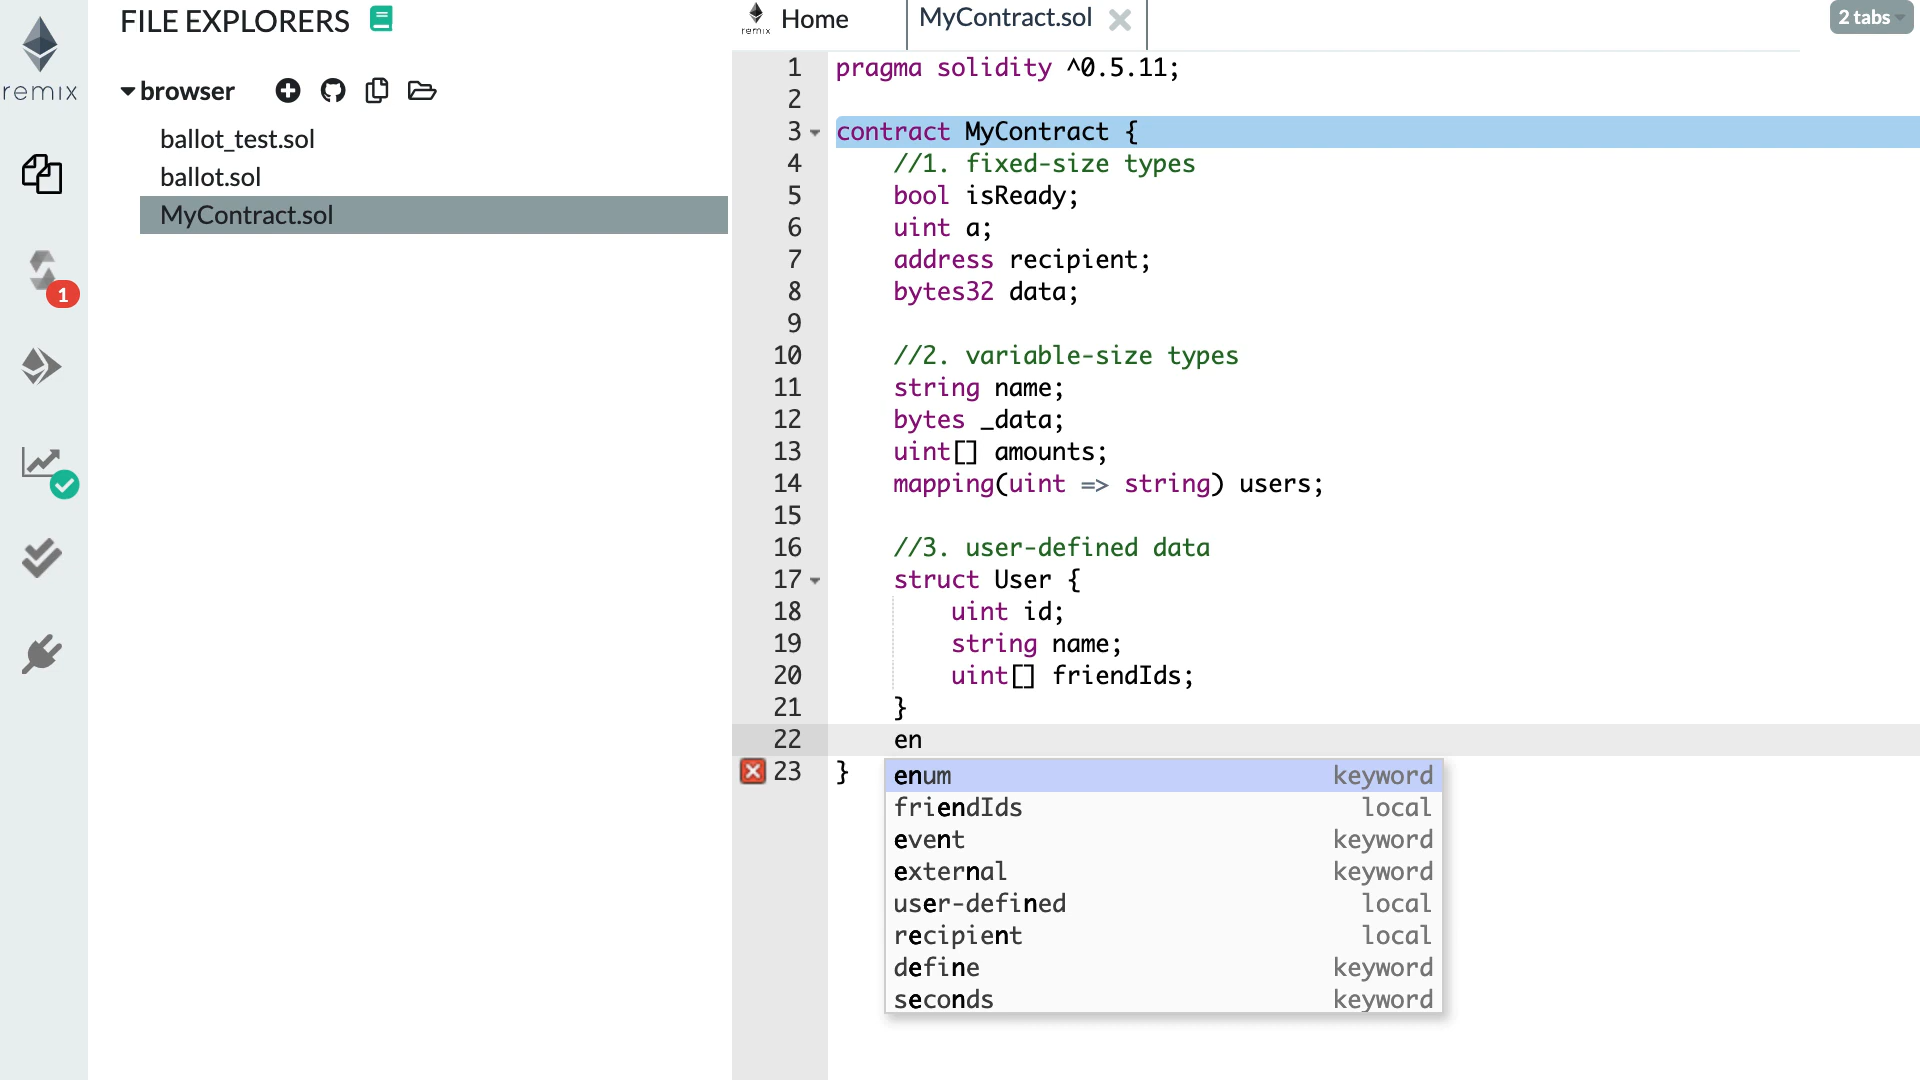 remix
FILE EXPLORERS
browser
ballot_test.sol
ballot.sol
MyContract.sol
1
remix
Home
MyContract.sol
2 tabs
1 pragma solidity ^0.5.11;
2
3 contract MyContract {
4 //1. fixed-size types
5 bool isReady;
6 uint a;
7 address recipient;
8 bytes32 data;
9
10 //2. variable-size types
11 string name;
12 bytes _data;
13 uint[] amounts;
14 mapping(uint => string) users;
15
16 //3. user-defined data
17 struct User {
18 uint id;
19 string name;
20 uint[] friendIds;
21 }
22 en
23 }
enum keyword
friendIds local
event keyword
external keyword
user-defined local
recipient local
define keyword
seconds keyword